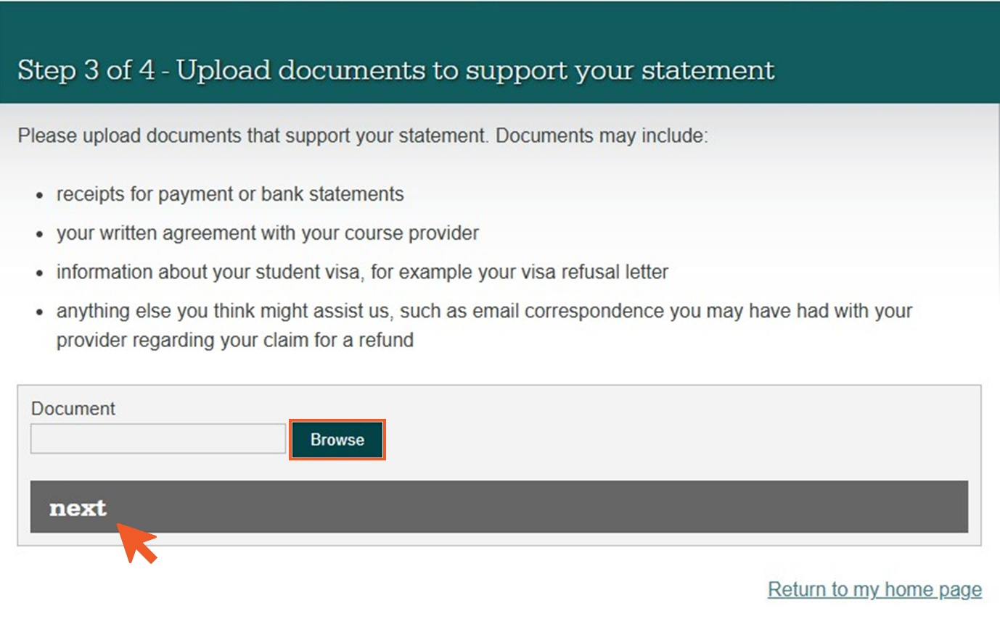 Step 3 of 4 - Upload documents to support your statement
Please upload documents that support your statement. Documents may include:
• receipts for payment or bank statements
• your written agreement with your course provider
• information about your student visa, for example your visa refusal letter
• anything else you think might assist us, such as email correspondence you may have had with your
provider regarding your claim for a refund
Document
Browse
next
Return to my home page